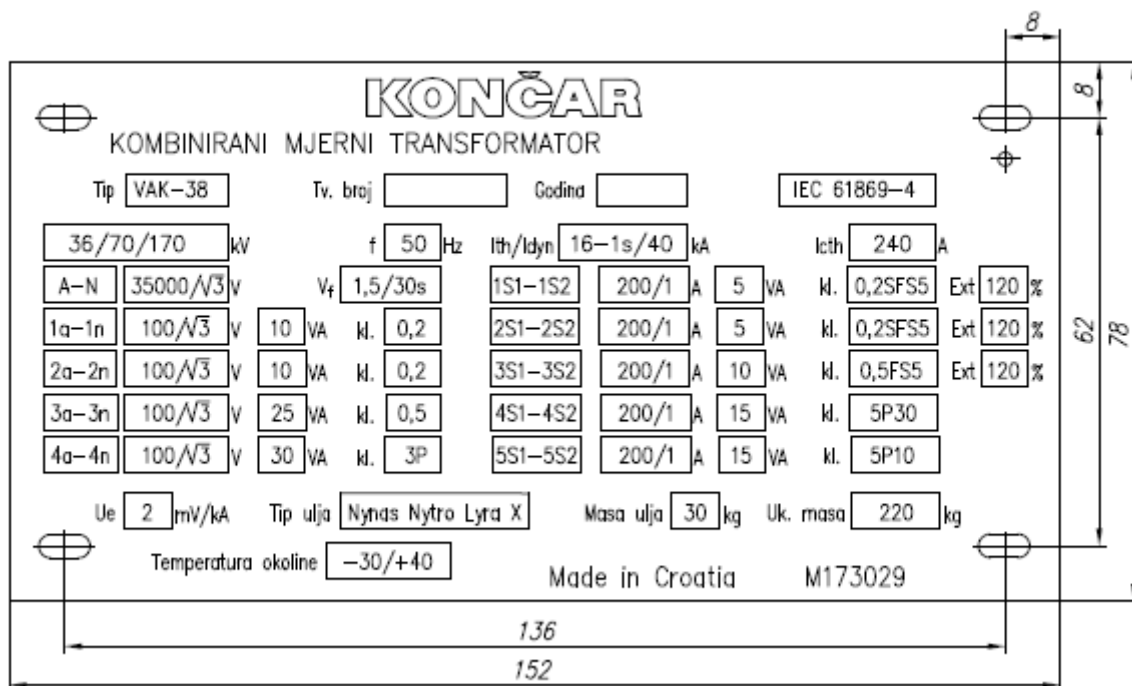 8
KONČAR
8
KOMBINIRANI MJERNI TRANSFORMATOR
Tip VAK-38 Tv. broj Godina IEC 61869-4
36/70/170 kV f 50 Hz Ith/Idyn 16-1s/40 kA Icth 240 A
A-N 35000/√3 V Vf 1,5/30s 1S1-1S2 200/1 A 5 VA kl. 0,2SFS5 Ext 120 %
1a-1n 100/√3 V 10 VA kl. 0,2 2S1-2S2 200/1 A 5 VA kl. 0,2SFS5 Ext 120 %
2a-2n 100/√3 V 10 VA kl. 0,2 3S1-3S2 200/1 A 10 VA kl. 0,5FS5 Ext 120 %
3a-3n 100/√3 V 25 VA kl. 0,5 4S1-4S2 200/1 A 15 VA kl. 5P30
4a-4n 100/√3 V 30 VA kl. 3P 5S1-5S2 200/1 A 15 VA kl. 5P10
62
78
Ue 2 mV/kA Tip ulja Nynas Nytro Lyra X Masa ulja 30 kg Uk. masa 220 kg
Temperatura okoline -30/+40
Made in Croatia M173029
136
152